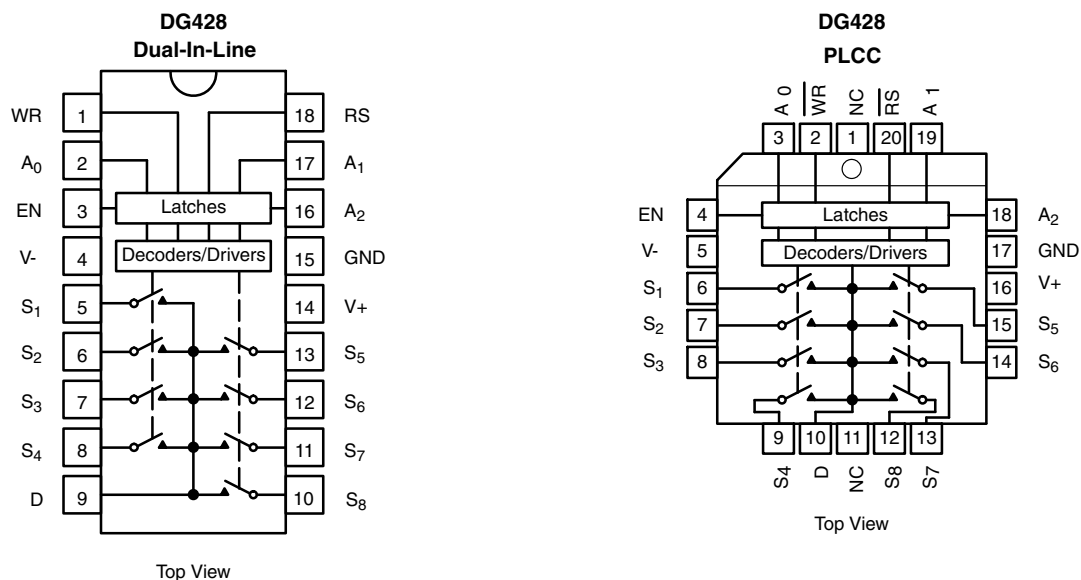 DG428
Dual-In-Line
WR 1 18 RS
A0 2 17 A1
EN 3 Latches 16 A2
V- 4 Decoders/Drivers 15 GND
S1 5 14 V+
S2 6 13 S5
S3 7 12 S6
S4 8 11 S7
D 9 10 S8
Top View
DG428
PLCC
A 0 W̅R̅ NC R̅S̅ A 1
3 2 1 20 19
EN 4 Latches 18 A2
V- 5 Decoders/Drivers 17 GND
S1 6 16 V+
S2 7 15 S5
S3 8 14 S6
9 10 11 12 13
S4 D NC S8 S7
Top View